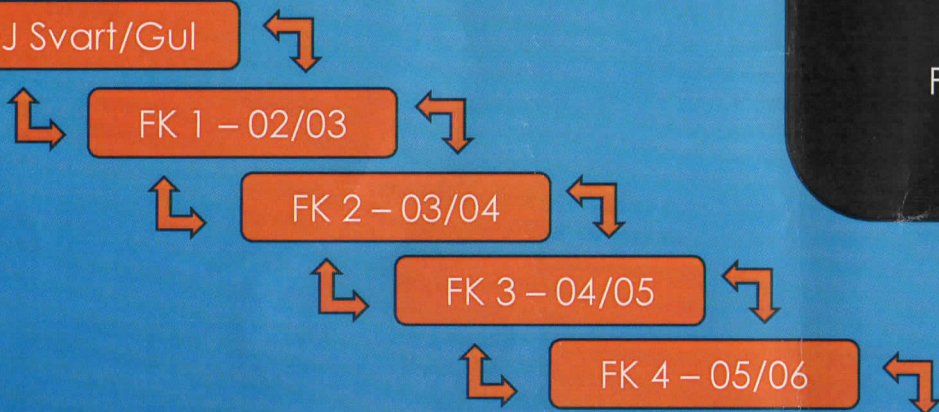 J Svart/Gul
FK 1 – 02/03
FK 2 – 03/04
FK 3 – 04/05
FK 4 – 05/06
F